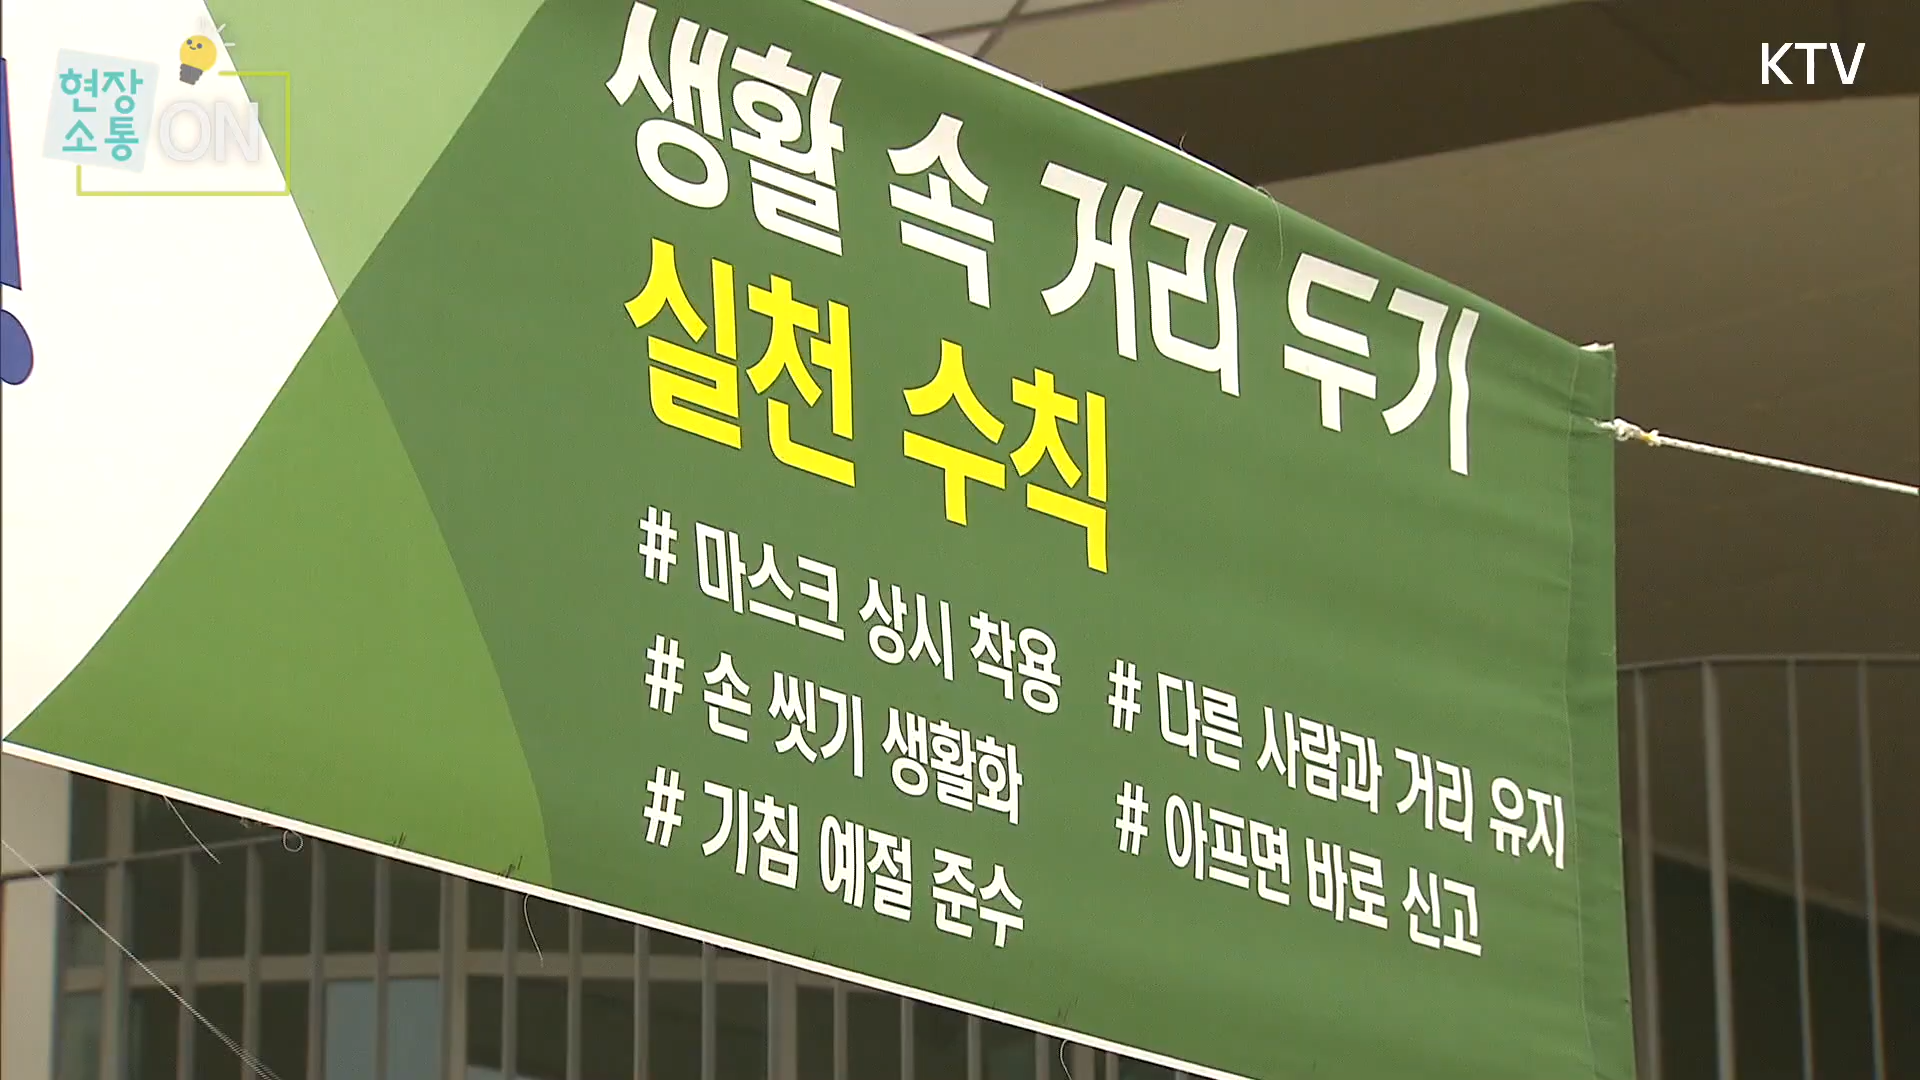 현장
소통
ON
KTV
!
생활 속 거리 두기
실천 수칙
# 마스크 상시 착용
# 손 씻기 생활화
# 기침 예절 준수
# 다른 사람과 거리 유지
# 아프면 바로 신고